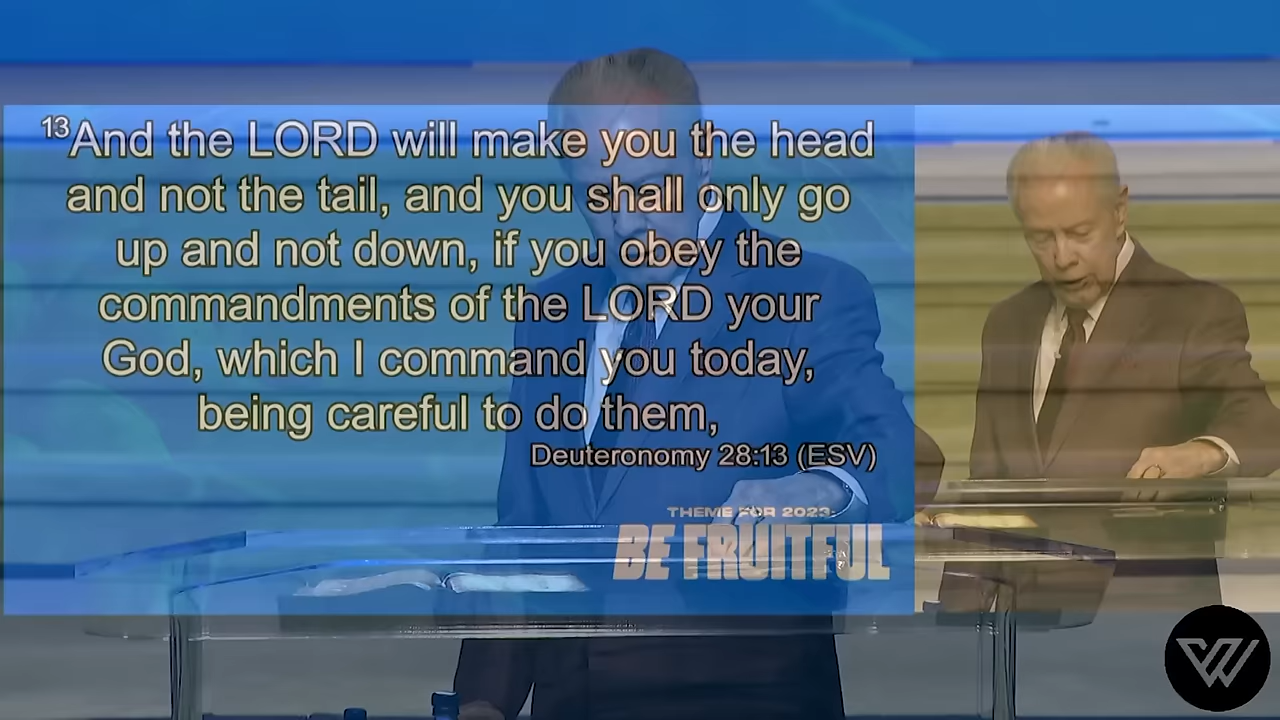 13And the LORD will make you the head
and not the tail, and you shall only go
up and not down, if you obey the
commandments of the LORD your
God, which I command you today,
being careful to do them,
Deuteronomy 28:13 (ESV)
THEME FOR 2023:
BE FRUITFUL
W